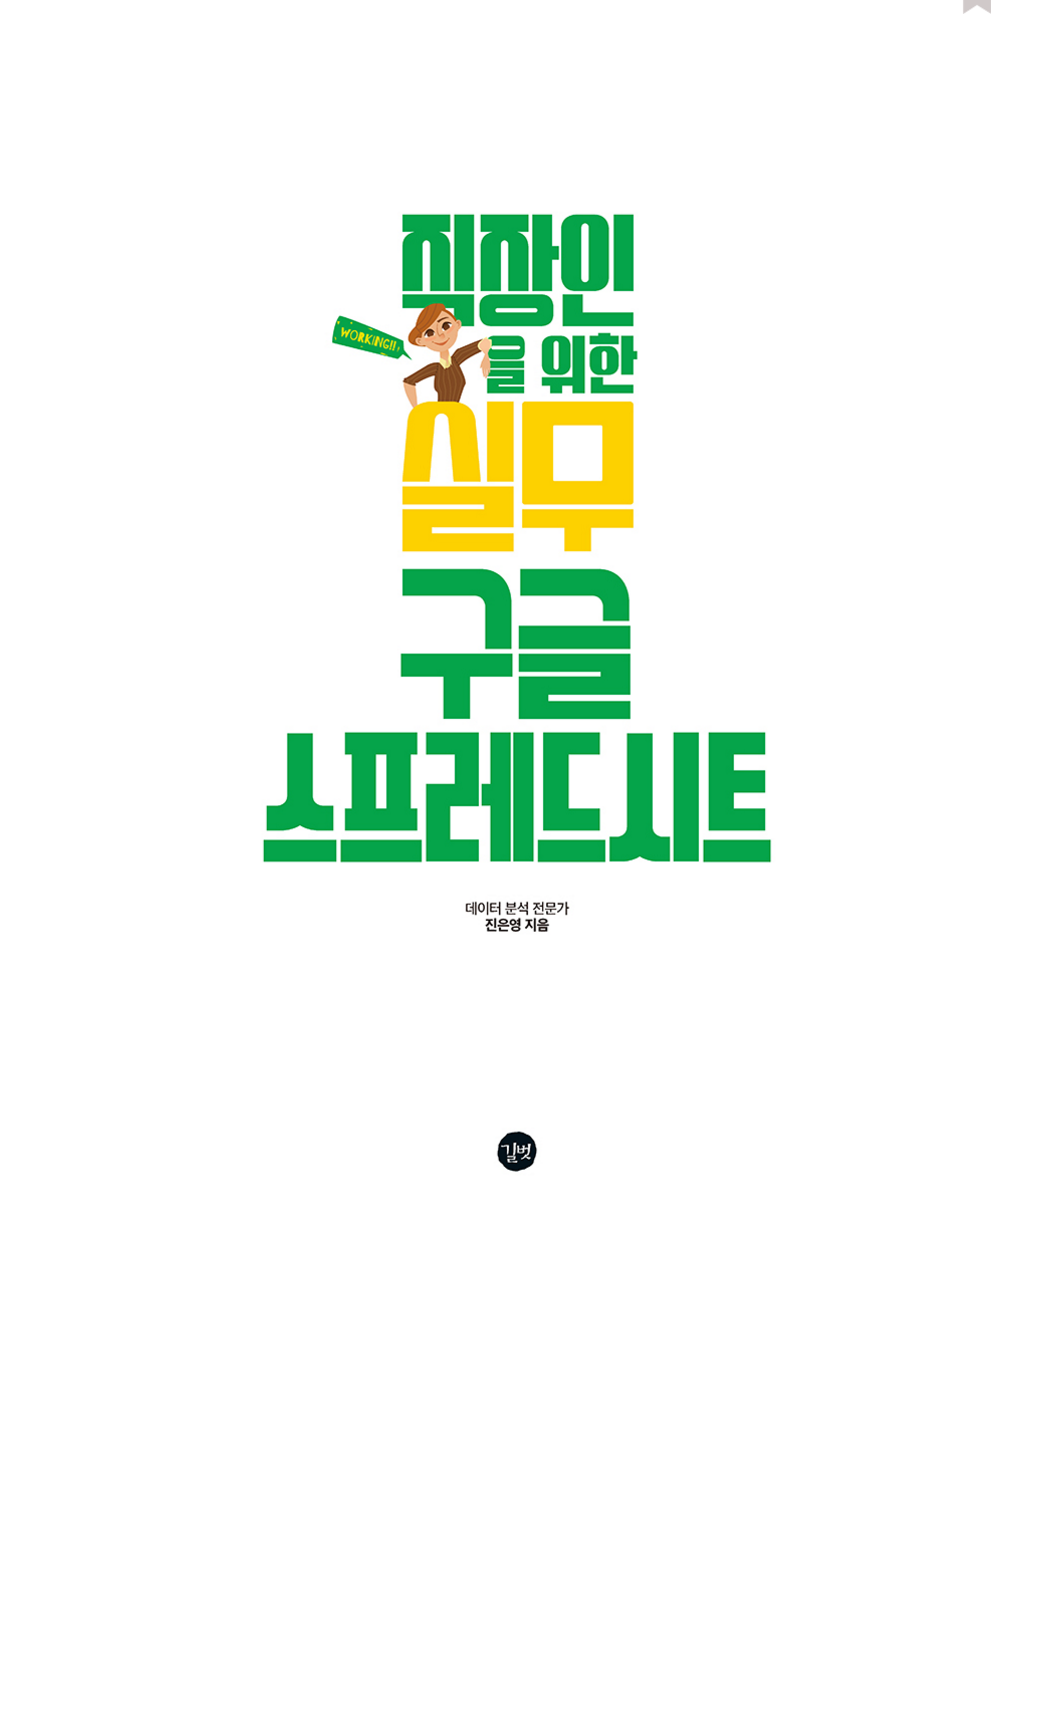 직장인
WORKING!!
을 위한
실무
구글
스프레드시트
데이터 분석 전문가
진은영 지음
길벗